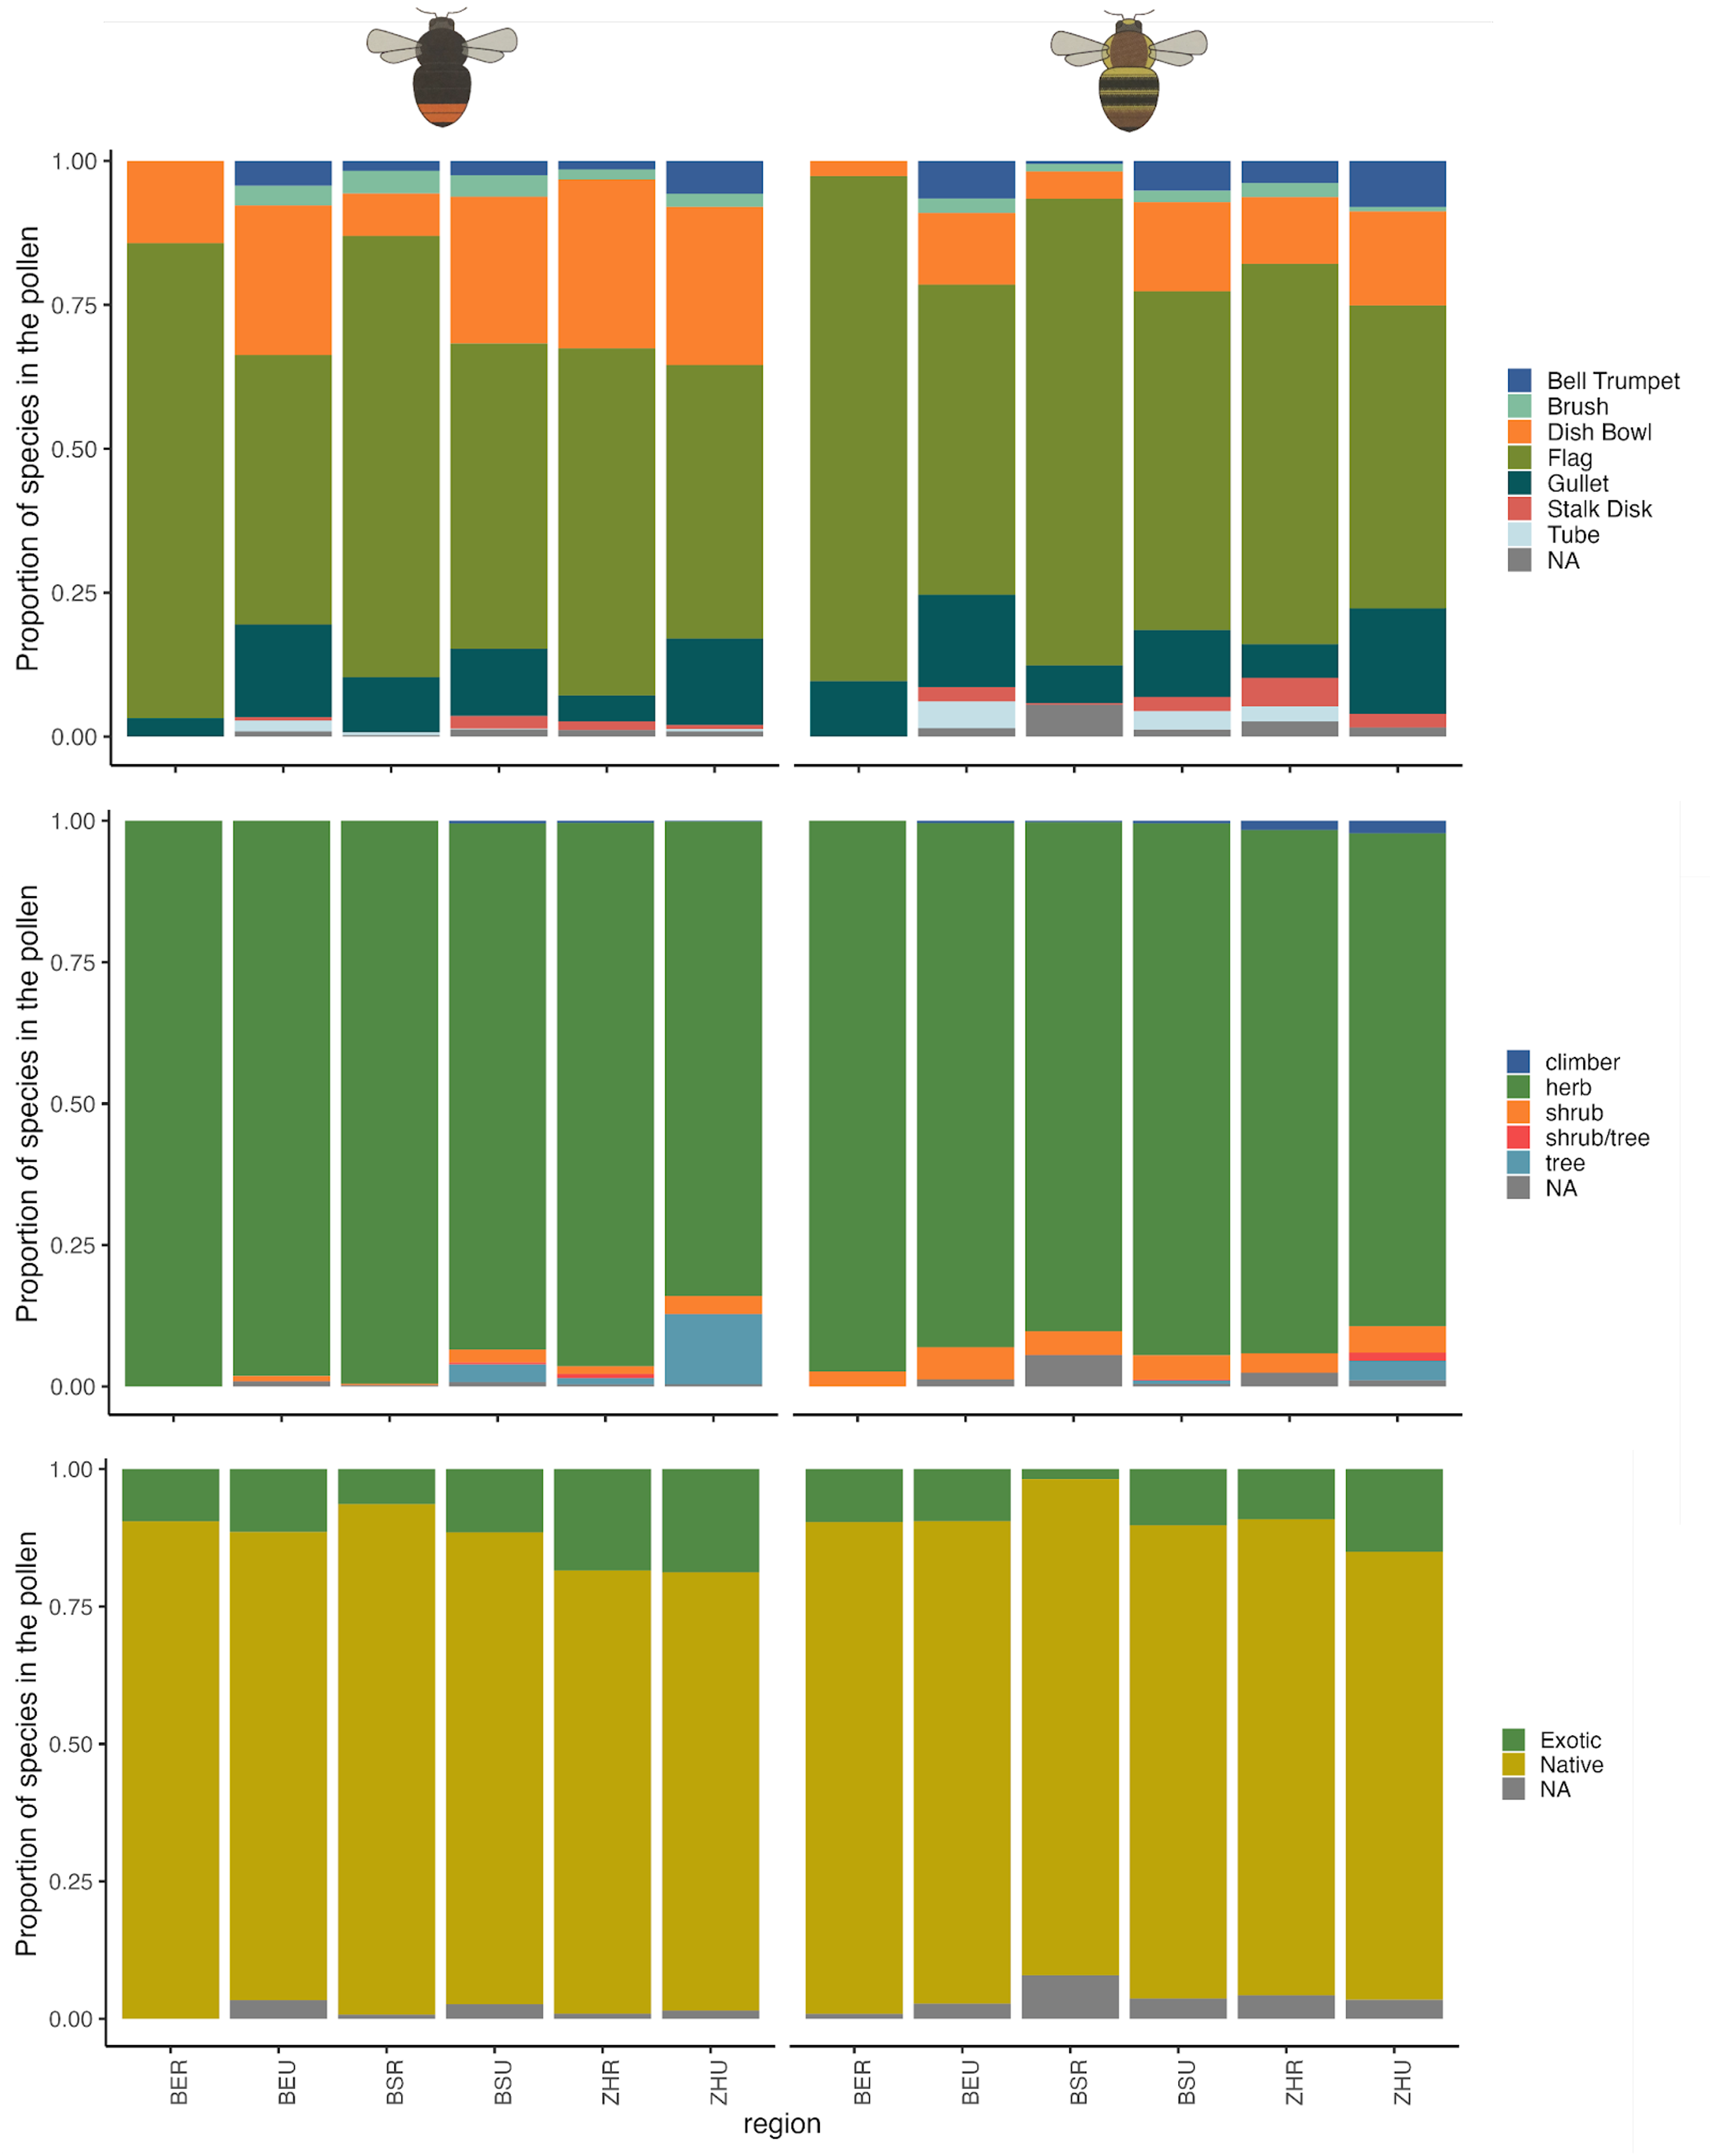 Proportion of species in the pollen
1.00
0.75
0.50
0.25
0.00
Bell Trumpet
Brush
Dish Bowl
Flag
Gullet
Stalk Disk
Tube
NA
Proportion of species in the pollen
1.00
0.75
0.50
0.25
0.00
climber
herb
shrub
shrub/tree
tree
NA
Proportion of species in the pollen
1.00
0.75
0.50
0.25
0.00
Exotic
Native
NA
BER BEU BSR BSU ZHR ZHU BER BEU BSR BSU ZHR ZHU
region